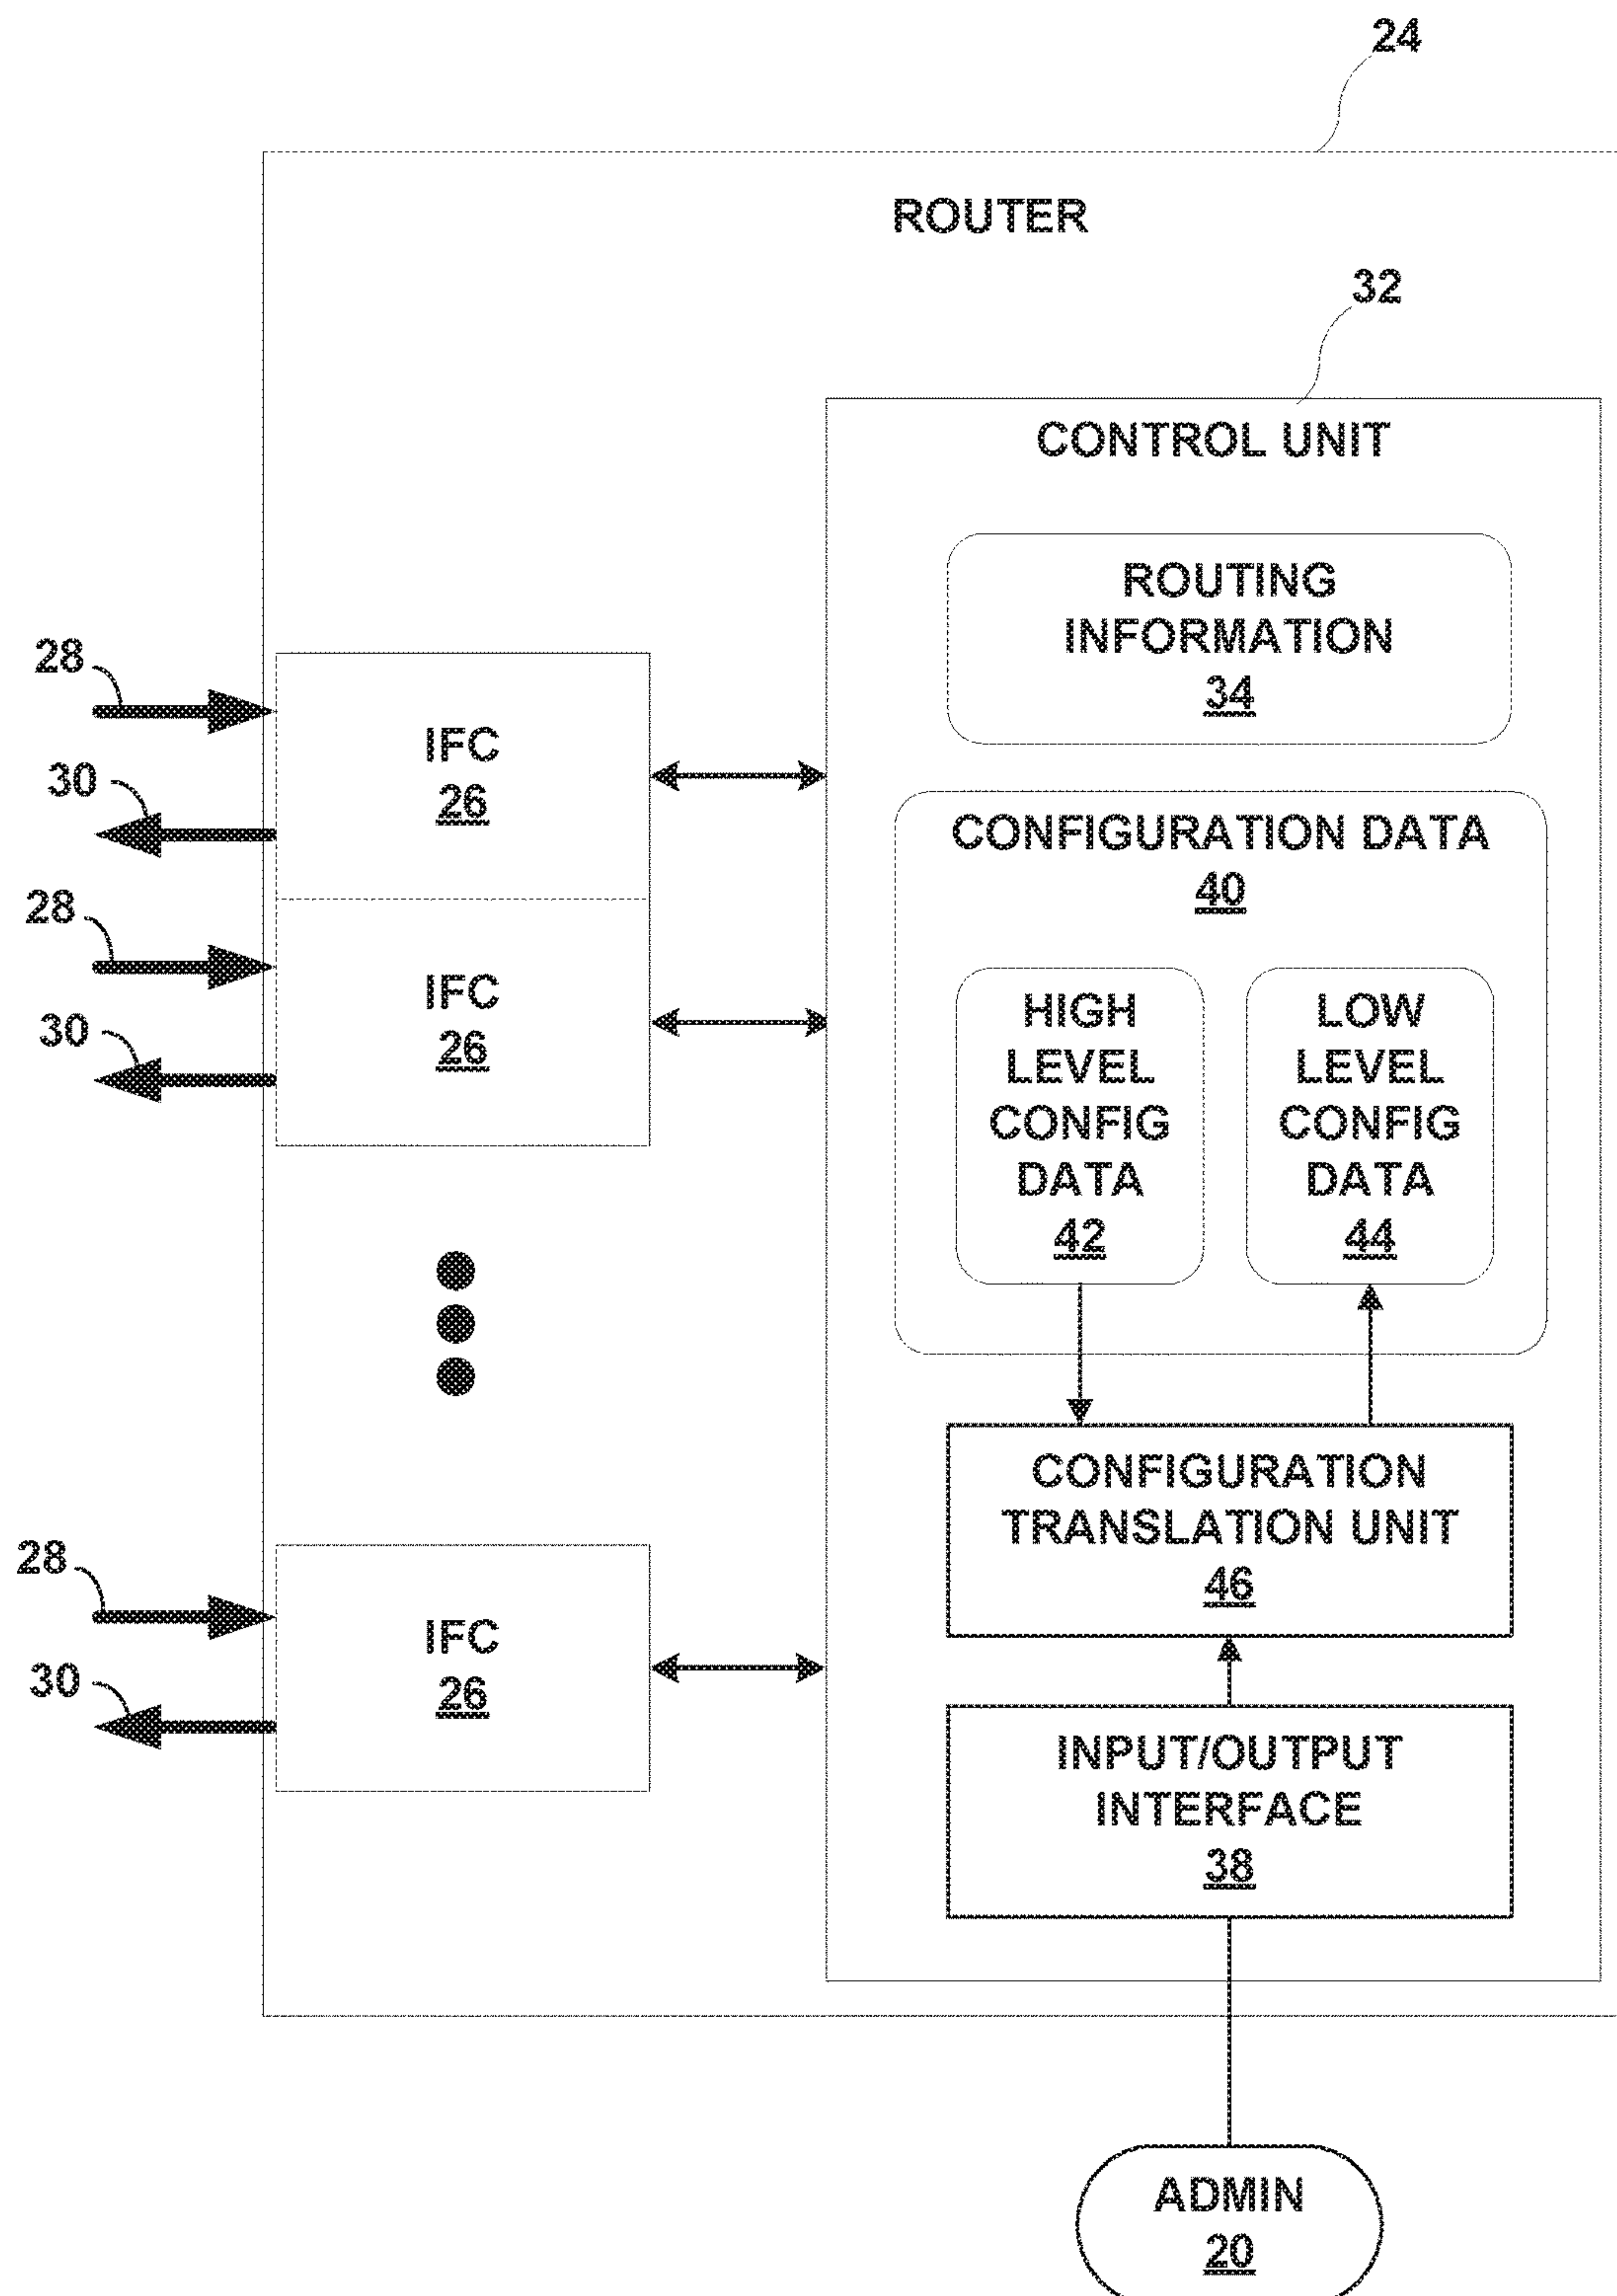 24
ROUTER
32
CONTROL UNIT
ROUTING
INFORMATION
34
28
IFC
26
30
CONFIGURATION DATA
40
28
IFC
26
30
HIGH
LEVEL
CONFIG
DATA
42
LOW
LEVEL
CONFIG
DATA
44
CONFIGURATION
TRANSLATION UNIT
46
28
IFC
26
30
INPUT/OUTPUT
INTERFACE
38
ADMIN
20